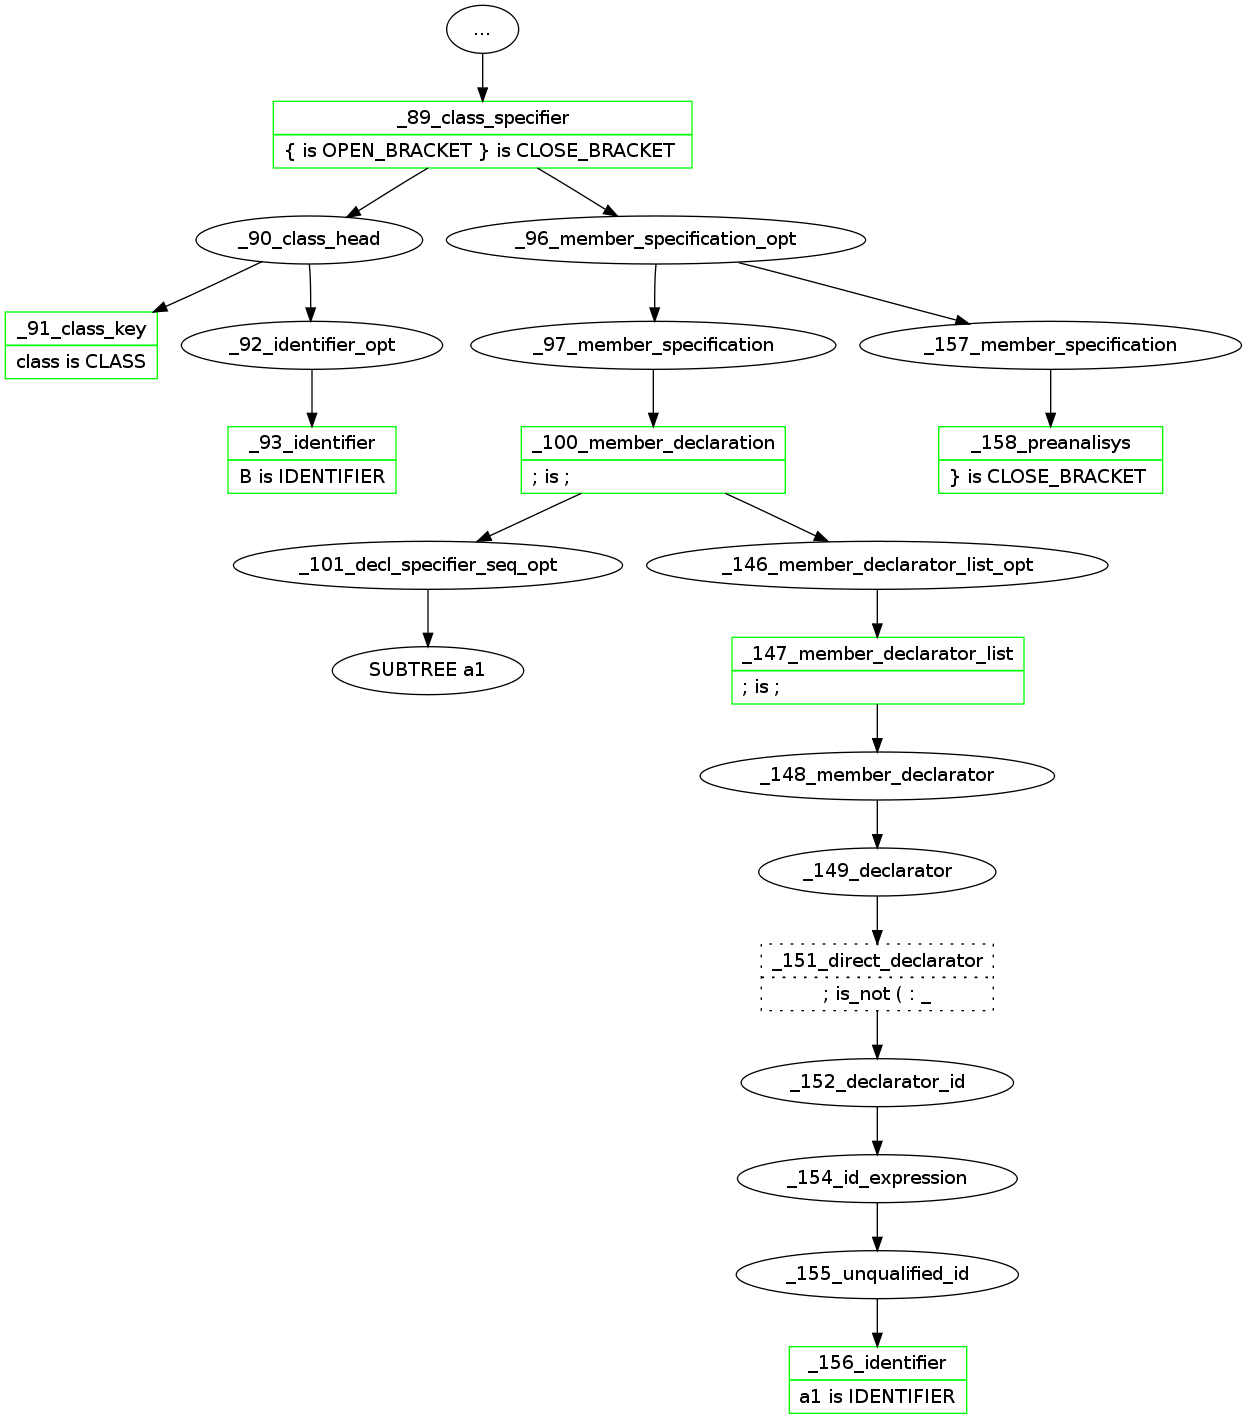 ...
_89_class_specifier
{ is OPEN_BRACKET } is CLOSE_BRACKET
_90_class_head
_96_member_specification_opt
_91_class_key
class is CLASS
_92_identifier_opt
_97_member_specification
_157_member_specification
_93_identifier
B is IDENTIFIER
_100_member_declaration
; is ;
_158_preanalisys
} is CLOSE_BRACKET
_101_decl_specifier_seq_opt
_146_member_declarator_list_opt
SUBTREE a1
_147_member_declarator_list
; is ;
_148_member_declarator
_149_declarator
_151_direct_declarator
; is_not ( : _
_152_declarator_id
_154_id_expression
_155_unqualified_id
_156_identifier
a1 is IDENTIFIER